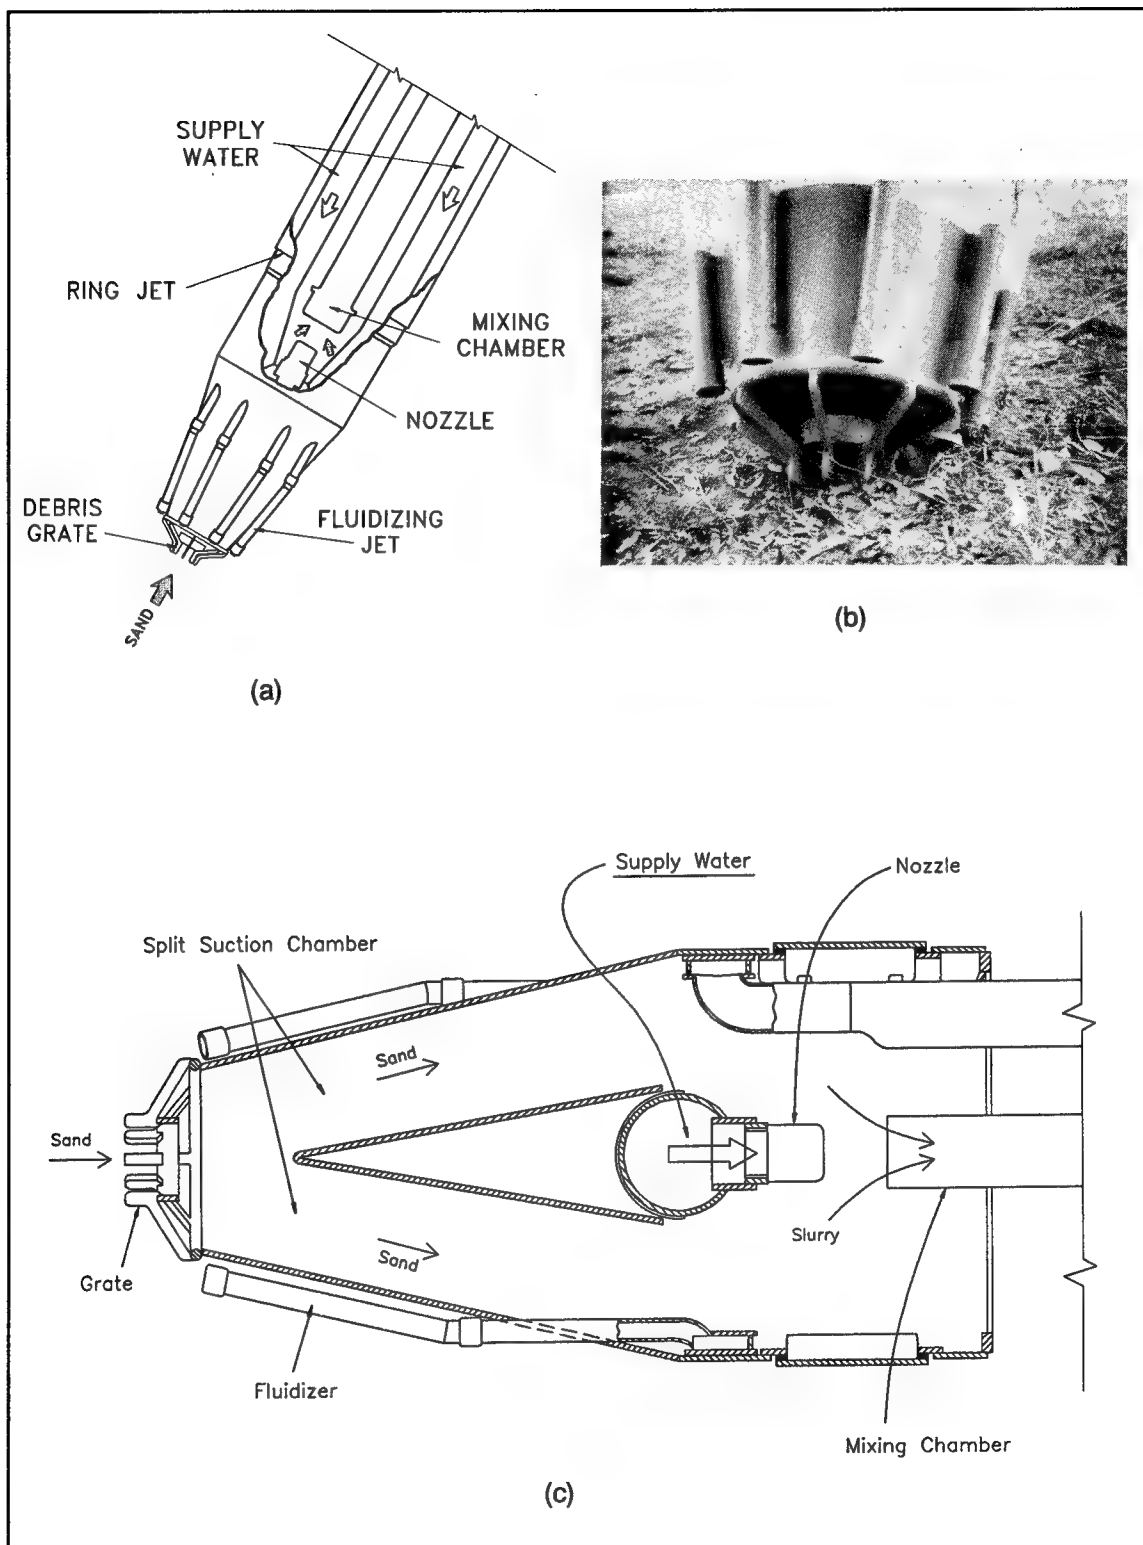 SUPPLY
WATER
RING JET
MIXING
CHAMBER
NOZZLE
DEBRIS
GRATE
FLUIDIZING
JET
SAND
(a)
(b)
Supply Water
Nozzle
Split Suction Chamber
Sand
Sand
Sand
Slurry
Grate
Fluidizer
Mixing Chamber
(c)